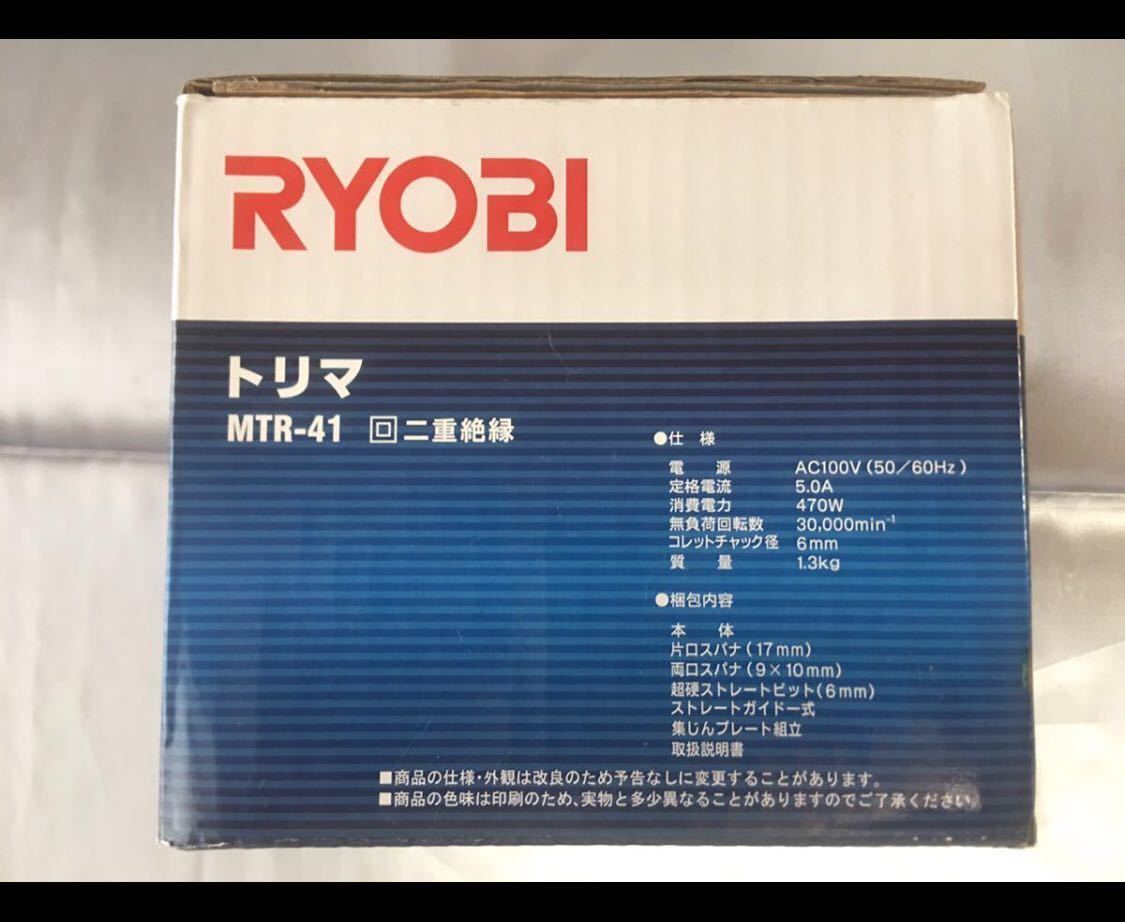 RYOBI
トリマ
MTR-41 回 二重絶縁
●仕 様
電 源 AC100V(50/60Hz)
定格電流 5.0A
消費電力 470W
無負荷回転数 30,000min⁻¹
コレットチャック径 6mm
質 量 1.3kg
●梱包内容
本 体
片口スパナ(17mm)
両口スパナ(9×10mm)
超硬ストレートビット(6mm)
ストレートガイド一式
集じんプレート組立
取扱説明書
■商品の仕様・外観は改良のため予告なしに変更することがあります。
■商品の色味は印刷のため、実物と多少異なることがありますのでご了承ください。